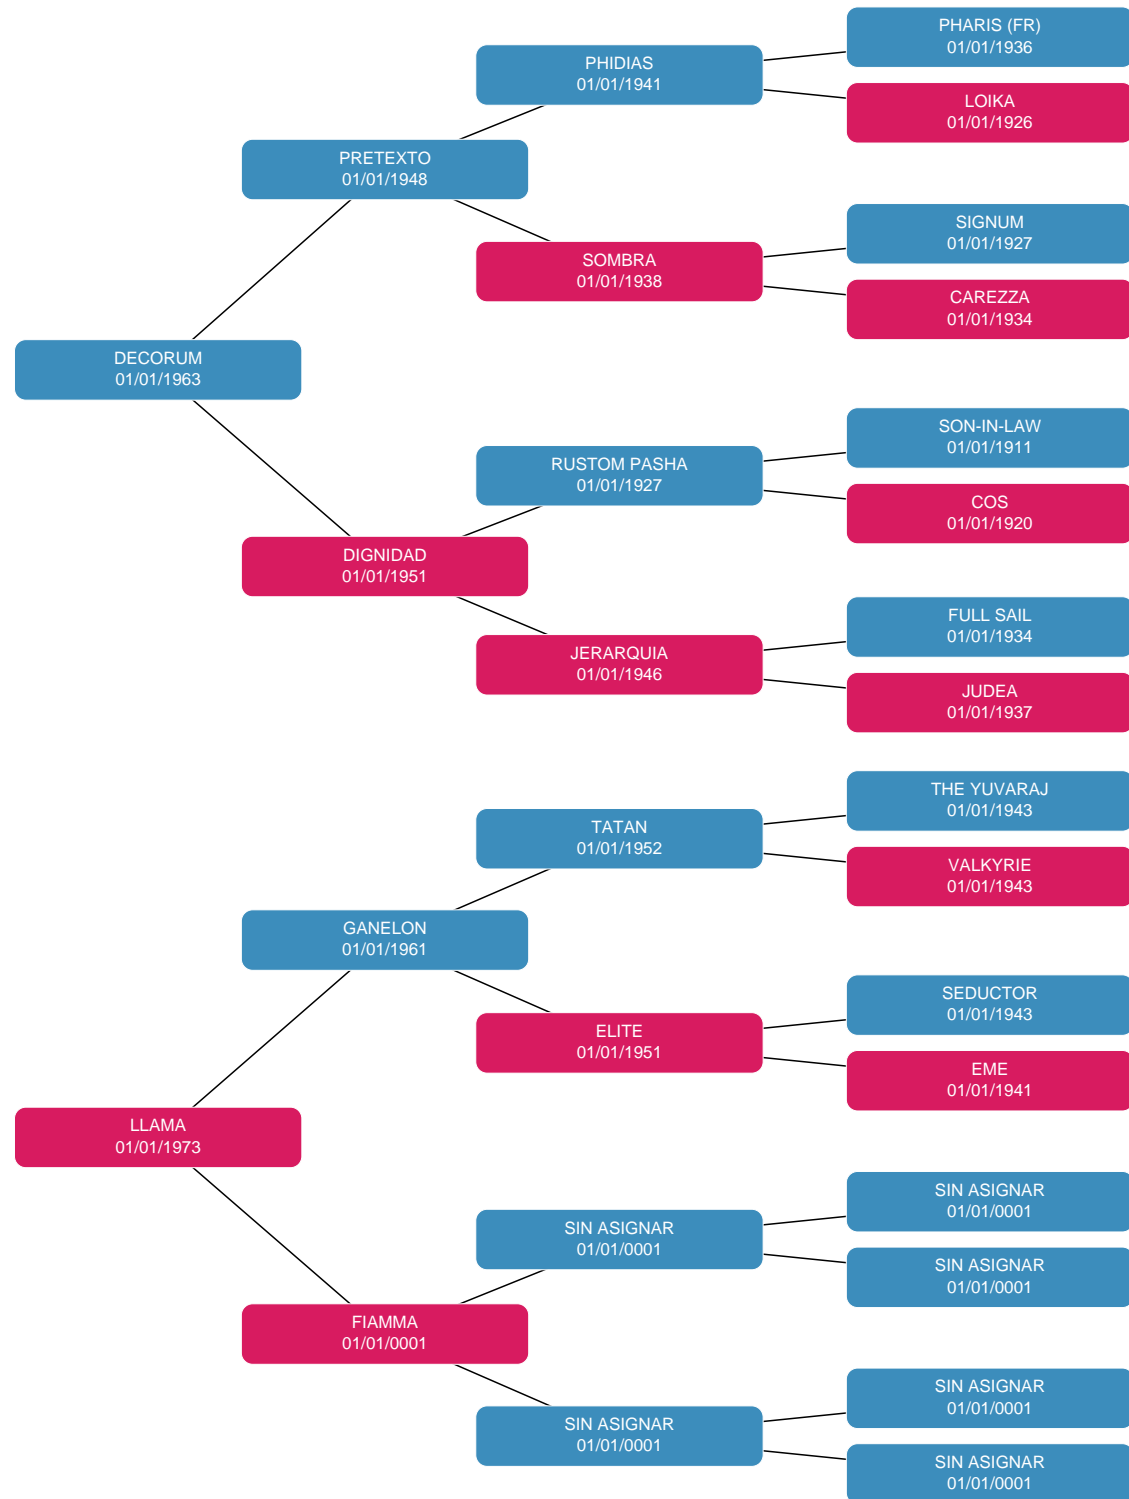 PHARIS (FR)
01/01/1936
PHIDIAS
01/01/1941
LOIKA
01/01/1926
PRETEXTO
01/01/1948
SIGNUM
01/01/1927
SOMBRA
01/01/1938
CAREZZA
01/01/1934
DECORUM
01/01/1963
SON-IN-LAW
01/01/1911
RUSTOM PASHA
01/01/1927
COS
01/01/1920
DIGNIDAD
01/01/1951
FULL SAIL
01/01/1934
JERARQUIA
01/01/1946
JUDEA
01/01/1937
THE YUVARAJ
01/01/1943
TATAN
01/01/1952
VALKYRIE
01/01/1943
GANELON
01/01/1961
SEDUCTOR
01/01/1943
ELITE
01/01/1951
EME
01/01/1941
LLAMA
01/01/1973
SIN ASIGNAR
01/01/0001
SIN ASIGNAR
01/01/0001
SIN ASIGNAR
01/01/0001
FIAMMA
01/01/0001
SIN ASIGNAR
01/01/0001
SIN ASIGNAR
01/01/0001
SIN ASIGNAR
01/01/0001